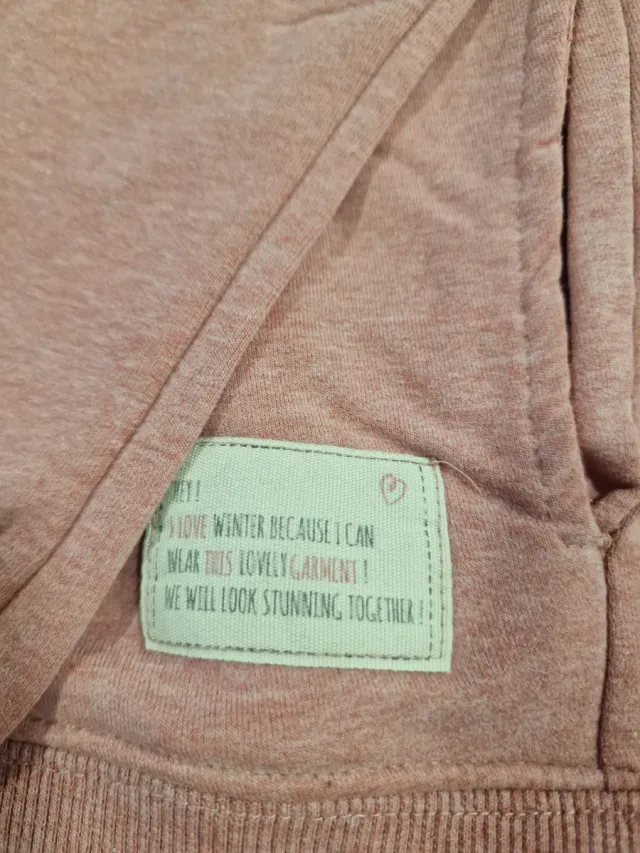 HEY!
I LOVE WINTER BECAUSE I CAN
WEAR THIS LOVELY GARMENT!
WE WILL LOOK STUNNING TOGETHER!